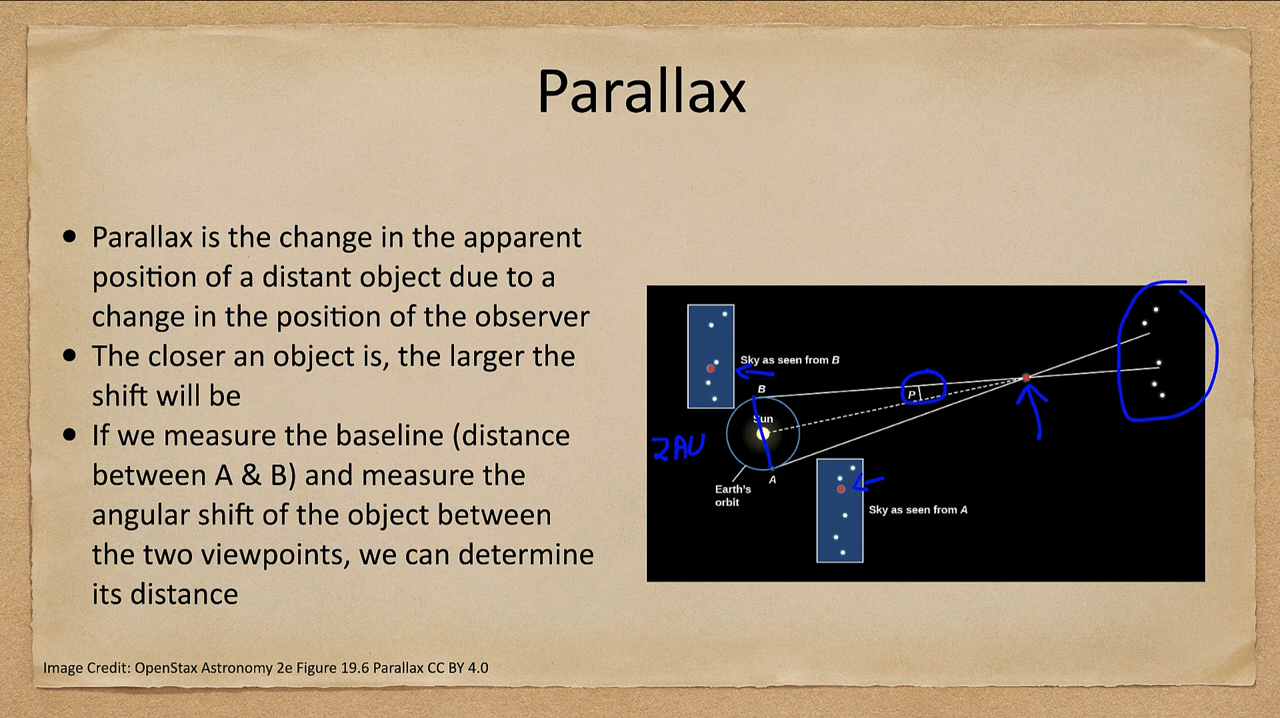 Parallax
• Parallax is the change in the apparent
position of a distant object due to a
change in the position of the observer
• The closer an object is, the larger the
shift will be
• If we measure the baseline (distance
between A & B) and measure the
angular shift of the object between
the two viewpoints, we can determine
its distance
Sky as seen from B
B
P
Sun
2AU
A
Earth's
orbit
Sky as seen from A
Image Credit: OpenStax Astronomy 2e Figure 19.6 Parallax CC BY 4.0